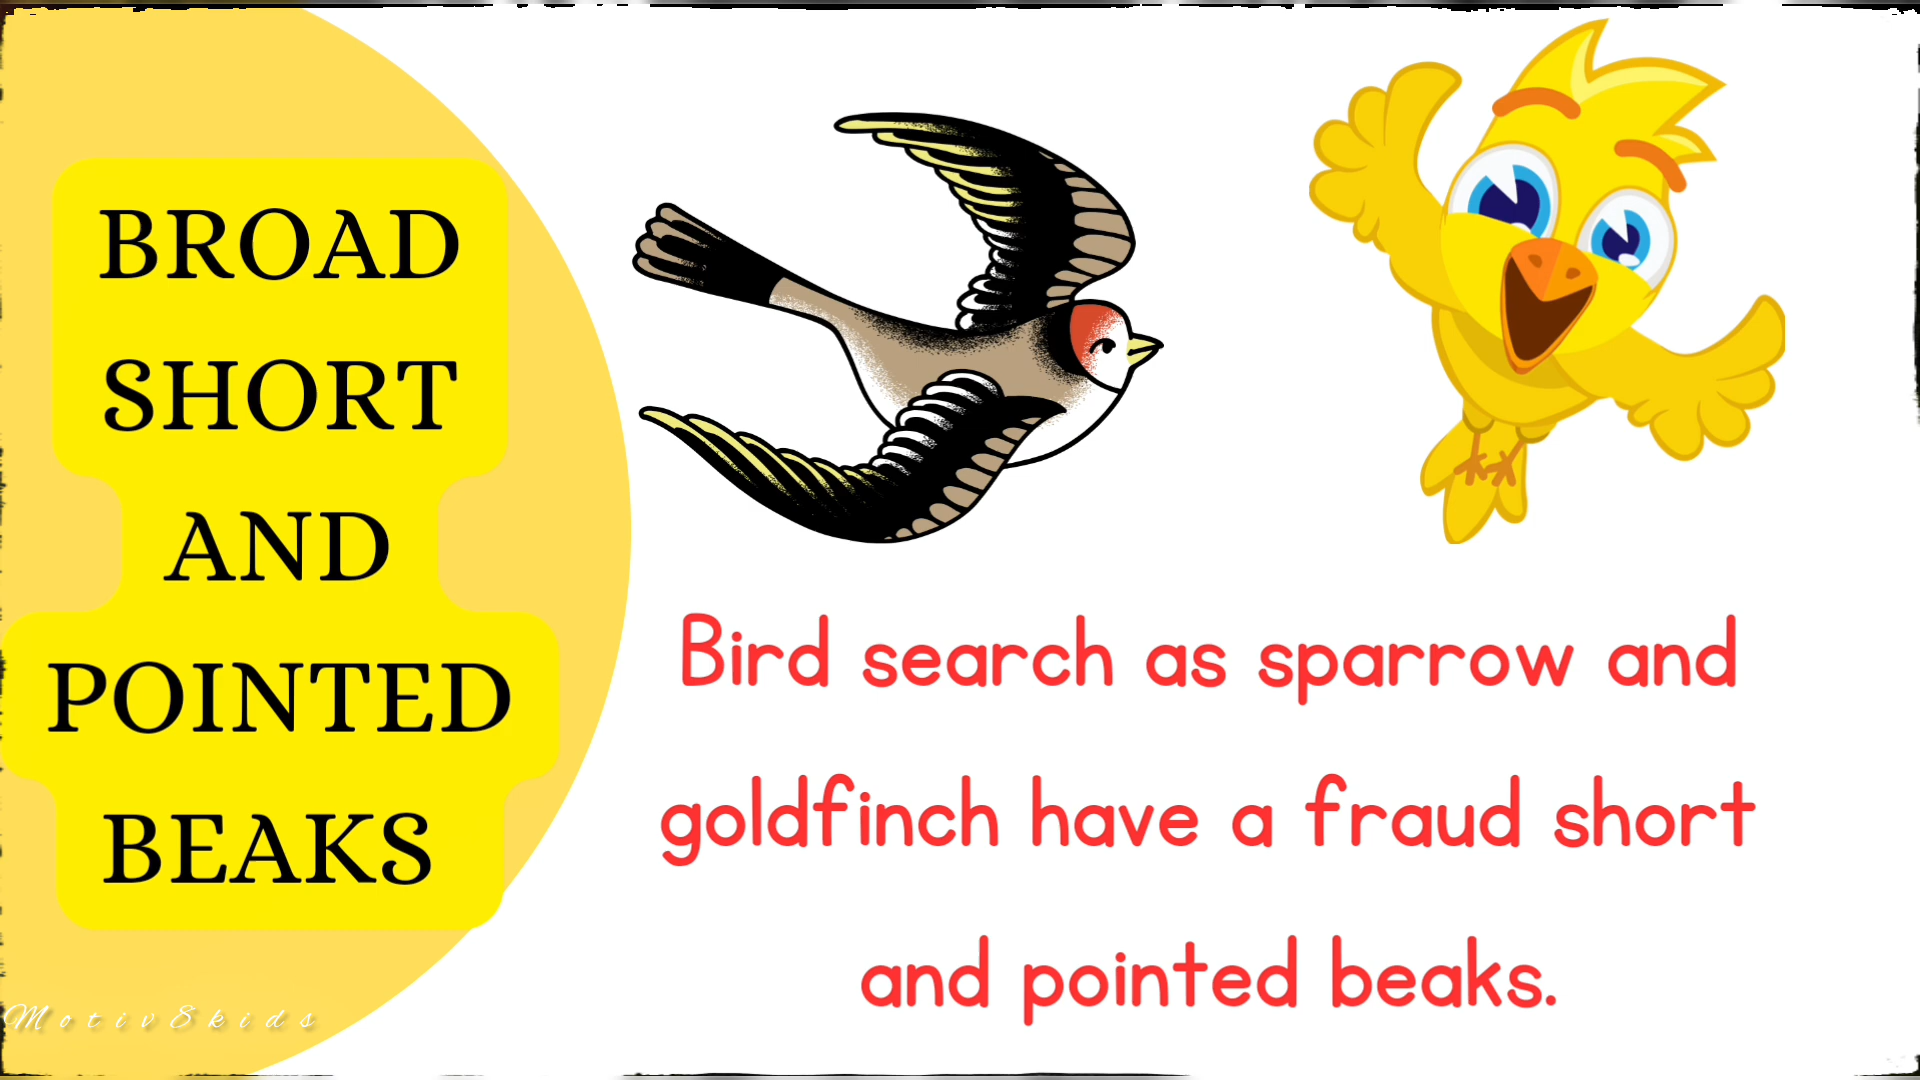 BROAD
SHORT
AND
POINTED
BEAKS
Bird search as sparrow and
goldfinch have a fraud short
and pointed beaks.
Motiv8kids